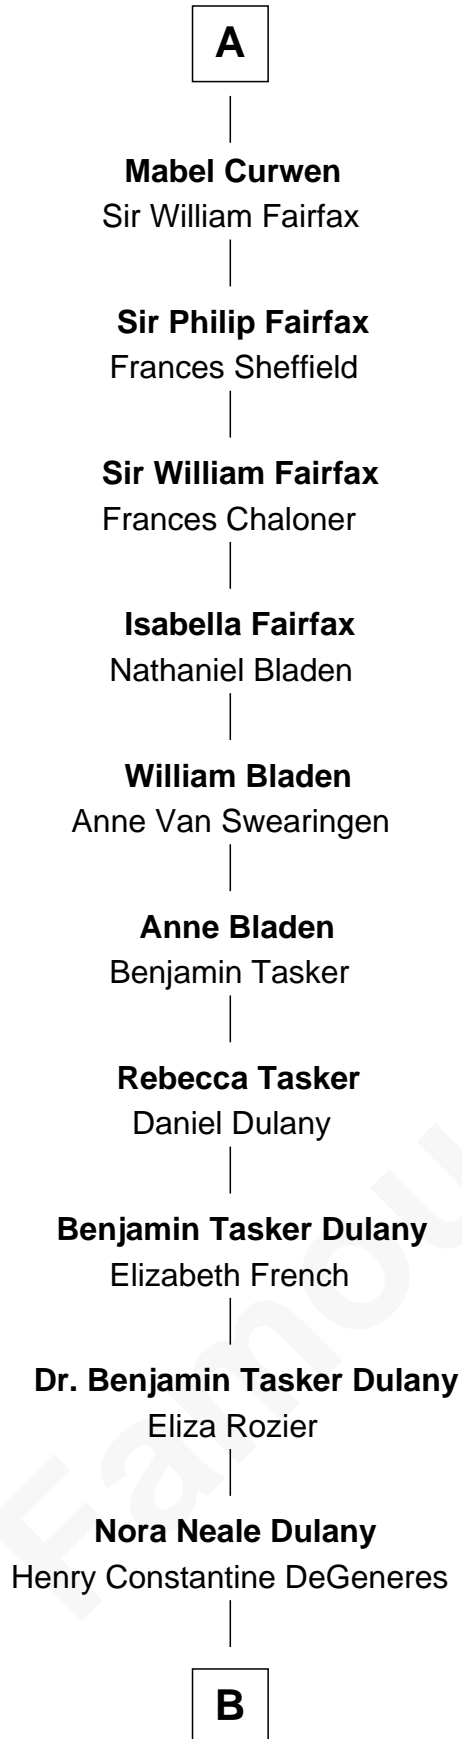 A
Mabel Curwen
Sir William Fairfax
Sir Philip Fairfax
Frances Sheffield
Sir William Fairfax
Frances Chaloner
Isabella Fairfax
Nathaniel Bladen
William Bladen
Anne Van Swearingen
Anne Bladen
Benjamin Tasker
Rebecca Tasker
Daniel Dulany
Benjamin Tasker Dulany
Elizabeth French
Dr. Benjamin Tasker Dulany
Eliza Rozier
Nora Neale Dulany
Henry Constantine DeGeneres
B
Famou